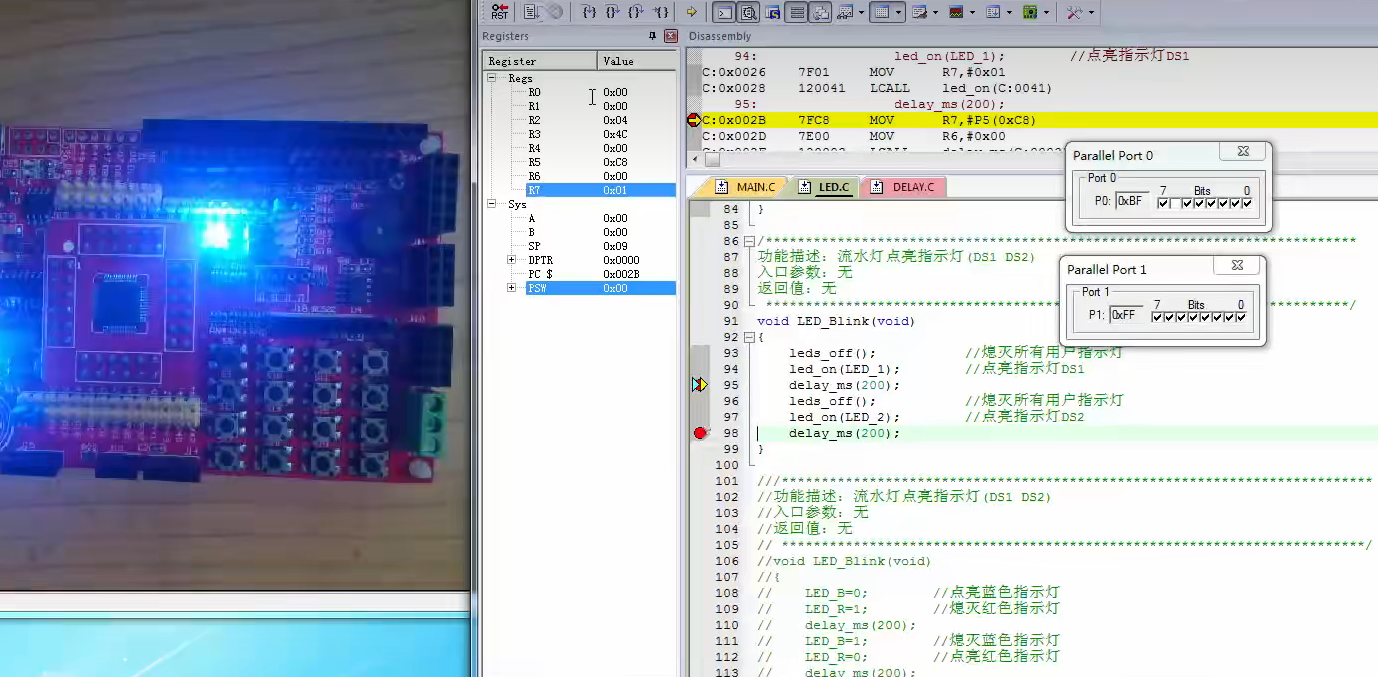 RST
Registers
Register Value
Regs
R0 0x00
R1 0x00
R2 0x04
R3 0x4C
R4 0x00
R5 0xC8
R6 0x00
R7 0x01
Sys
A 0x00
B 0x00
SP 0x09
DPTR 0x0000
PC $ 0x002B
PSW 0x00
Disassembly
94: led_on(LED_1); //点亮指示灯DS1
C:0x0026 7F01 MOV R7,#0x01
C:0x0028 120041 LCALL led_on(C:0041)
95: delay_ms(200);
C:0x002B 7FC8 MOV R7,#P5(0xC8)
C:0x002D 7E00 MOV R6,#0x00
Parallel Port 0
Port 0
7 Bits 0
P0: 0xBF
Parallel Port 1
Port 1
7 Bits 0
P1: 0xFF
MAIN.C LED.C DELAY.C
84 }
85
86 /**************************************************************************
87 功能描述：流水灯点亮指示灯(DS1 DS2)
88 入口参数：无
89 返回值：无
90 **************************************************************************/
91 void LED_Blink(void)
92 {
93 leds_off(); //熄灭所有用户指示灯
94 led_on(LED_1); //点亮指示灯DS1
95 delay_ms(200);
96 leds_off(); //熄灭所有用户指示灯
97 led_on(LED_2); //点亮指示灯DS2
98 delay_ms(200);
99 }
100
101 ///**************************************************************************
102 //功能描述：流水灯点亮指示灯(DS1 DS2)
103 //入口参数：无
104 //返回值：无
105 // **************************************************************************/
106 //void LED_Blink(void)
107 //{
108 // LED_B=0; //点亮蓝色指示灯
109 // LED_R=1; //熄灭红色指示灯
110 // delay_ms(200);
111 // LED_B=1; //熄灭蓝色指示灯
112 // LED_R=0; //点亮红色指示灯
113 // delay_ms(200);